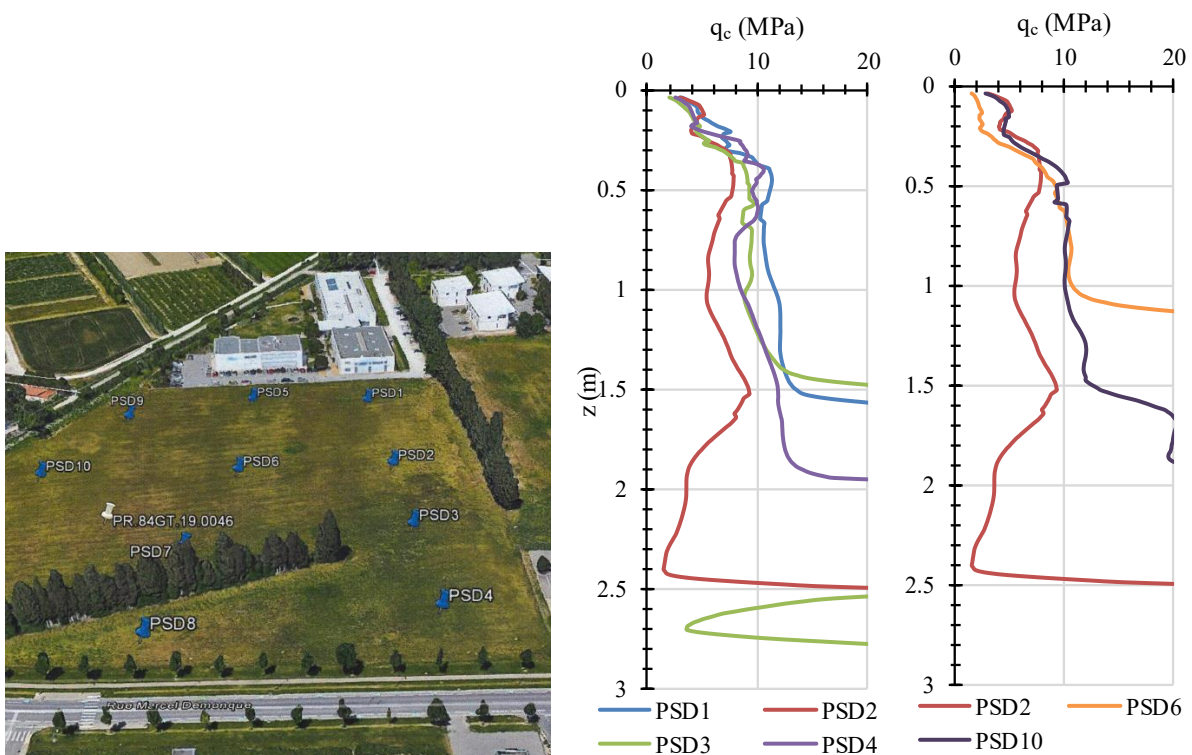 q_c (MPa)
0 10 20
0
0.5
1
1.5
2
2.5
3
z (m)
PSD1 PSD2
PSD3 PSD4
q_c (MPa)
0 10 20
0
0.5
1
1.5
2
2.5
3
z (m)
PSD2 PSD6
PSD10
PSD9
PSD5
PSD1
PSD10
PSD6
PSD2
PR.84GT.19.0046
PSD3
PSD7
PSD4
PSD8
Rue Marcel Demonque